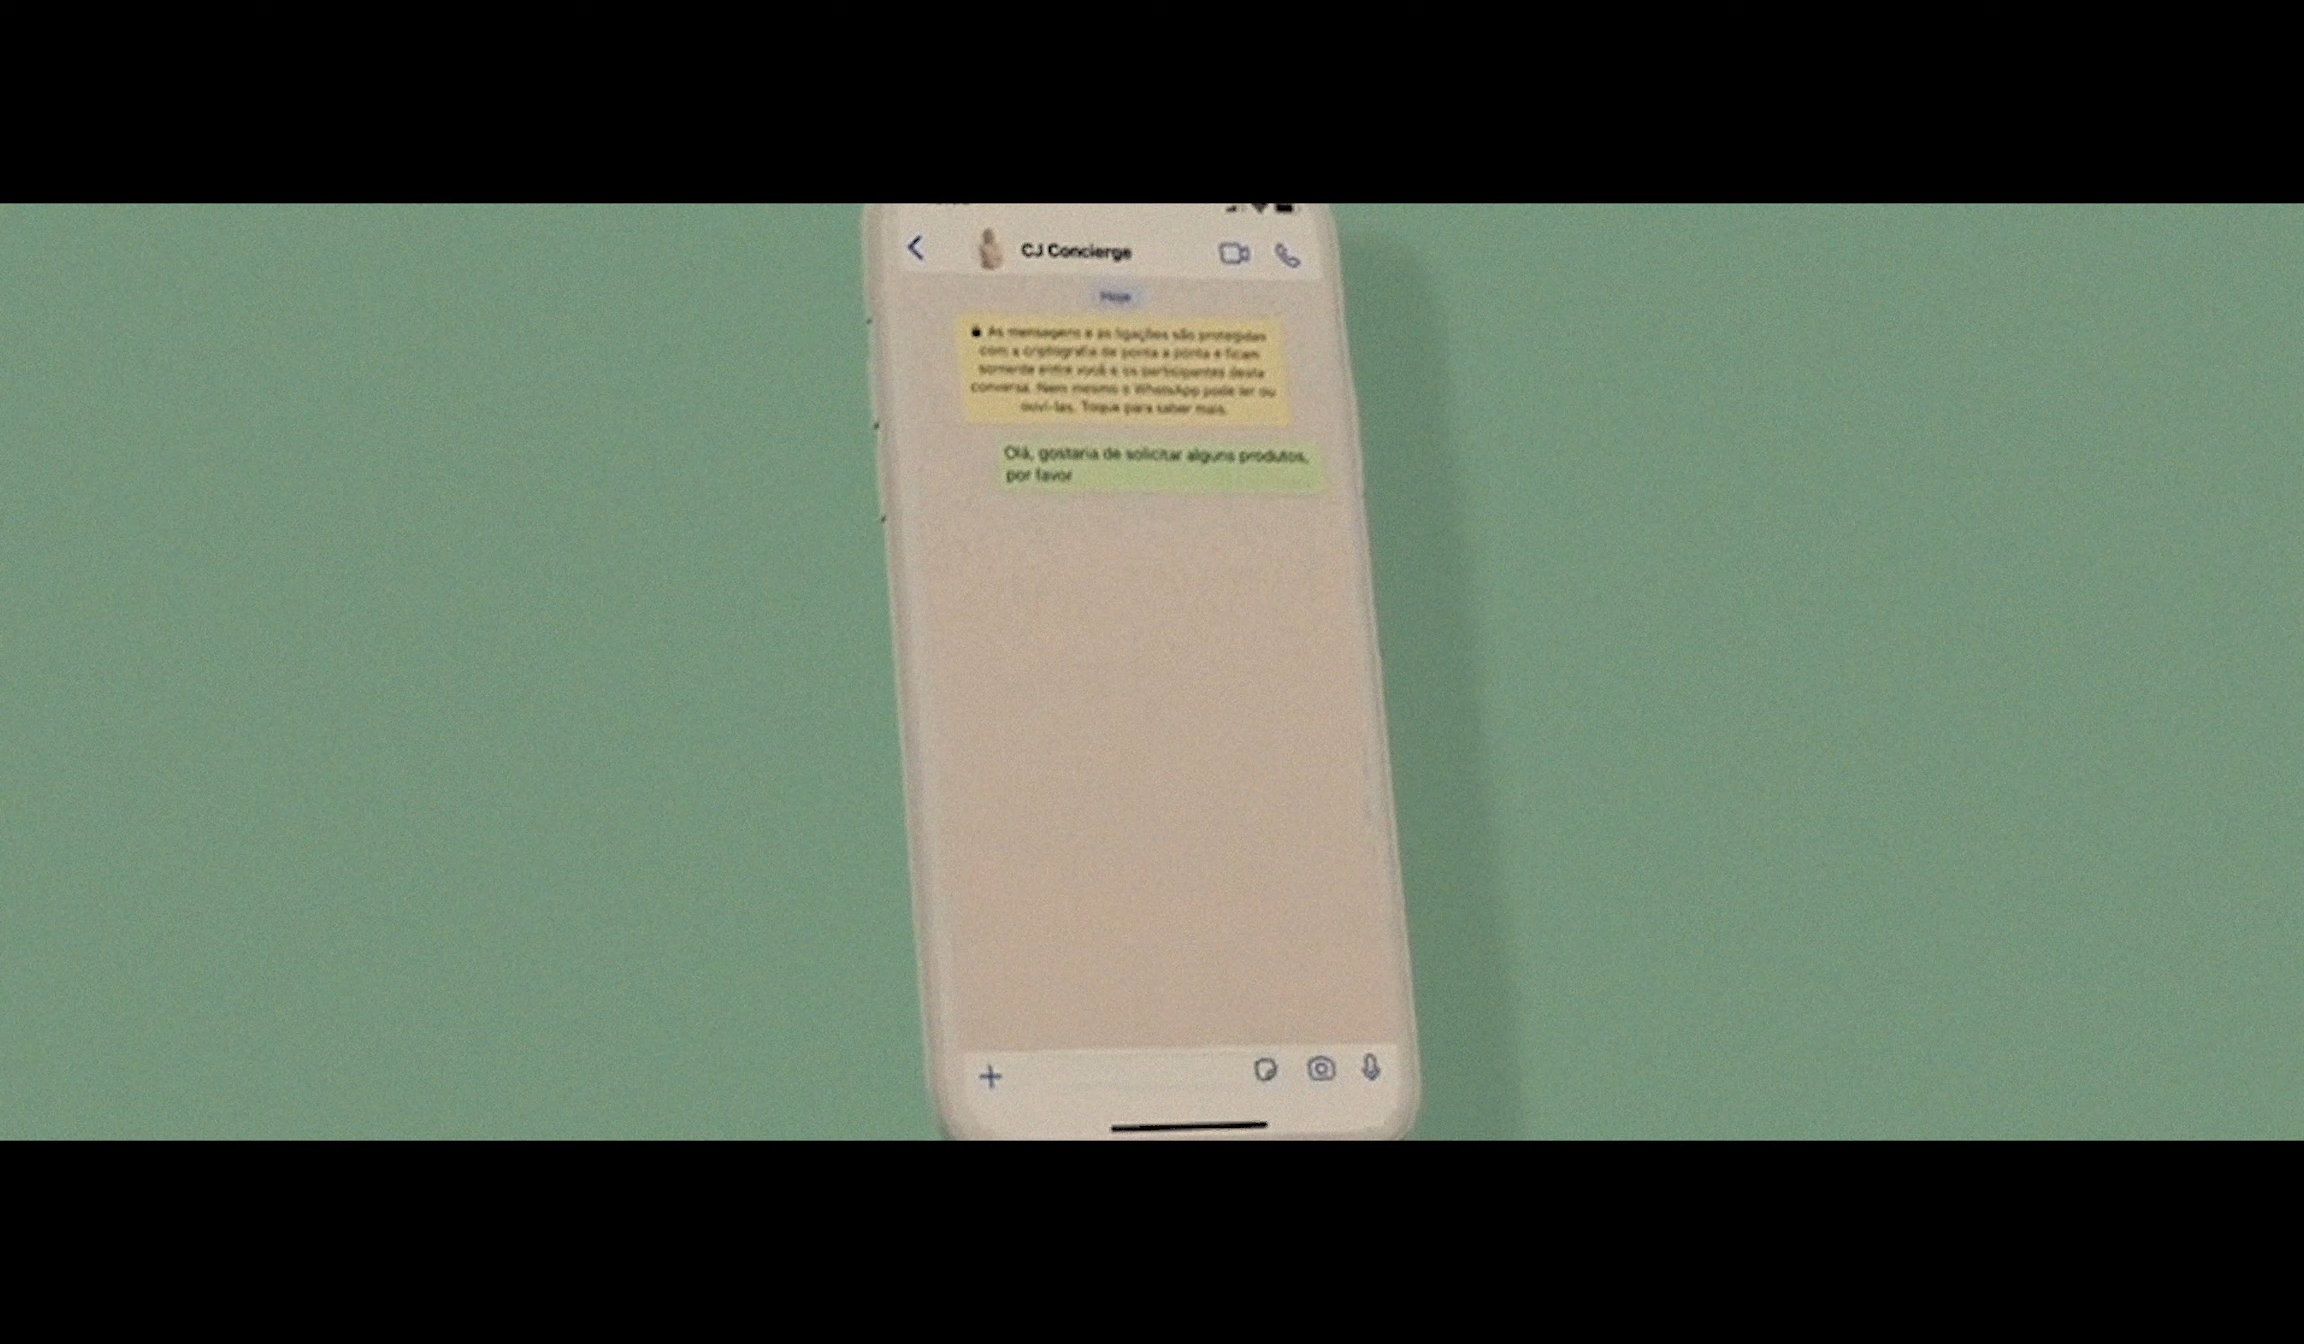 CJ Concierge
Hoje
As mensagens e as ligações são protegidas
com a criptografia de ponta a ponta e ficam
somente entre você e os participantes desta
conversa. Nem mesmo o WhatsApp pode ler ou
ouvi-las. Toque para saber mais.
Olá, gostaria de solicitar alguns produtos,
por favor